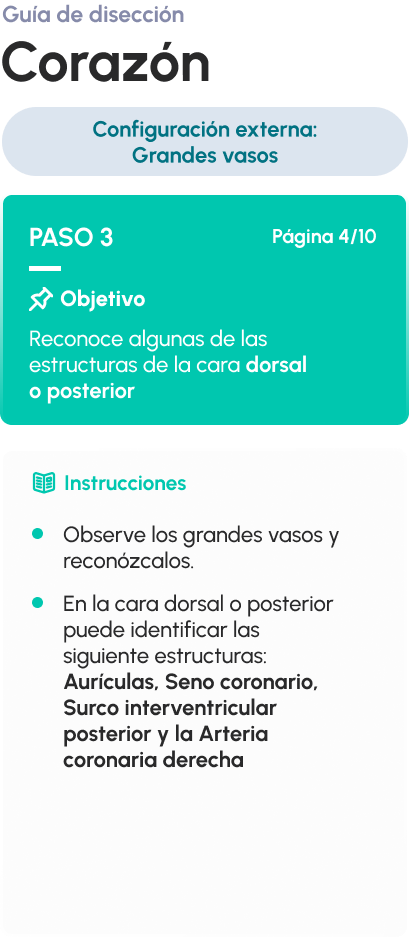 Guía de disección
Corazón
Configuración externa:
Grandes vasos
PASO 3
Página 4/10
Objetivo
Reconoce algunas de las
estructuras de la cara dorsal
o posterior
Instrucciones
Observe los grandes vasos y
reconózcalos.
En la cara dorsal o posterior
puede identificar las
siguiente estructuras:
Aurículas, Seno coronario,
Surco interventricular
posterior y la Arteria
coronaria derecha